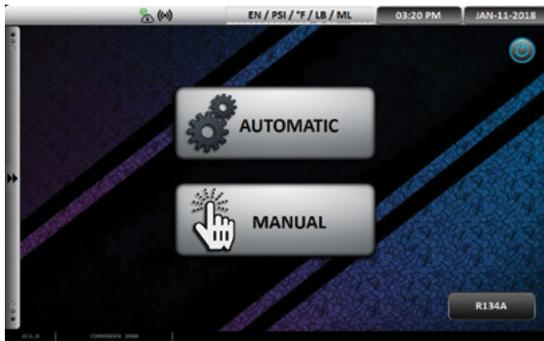 EN / PSI / °F / LB / ML
03:20 PM
JAN-11-2018
AUTOMATIC
MANUAL
R134A